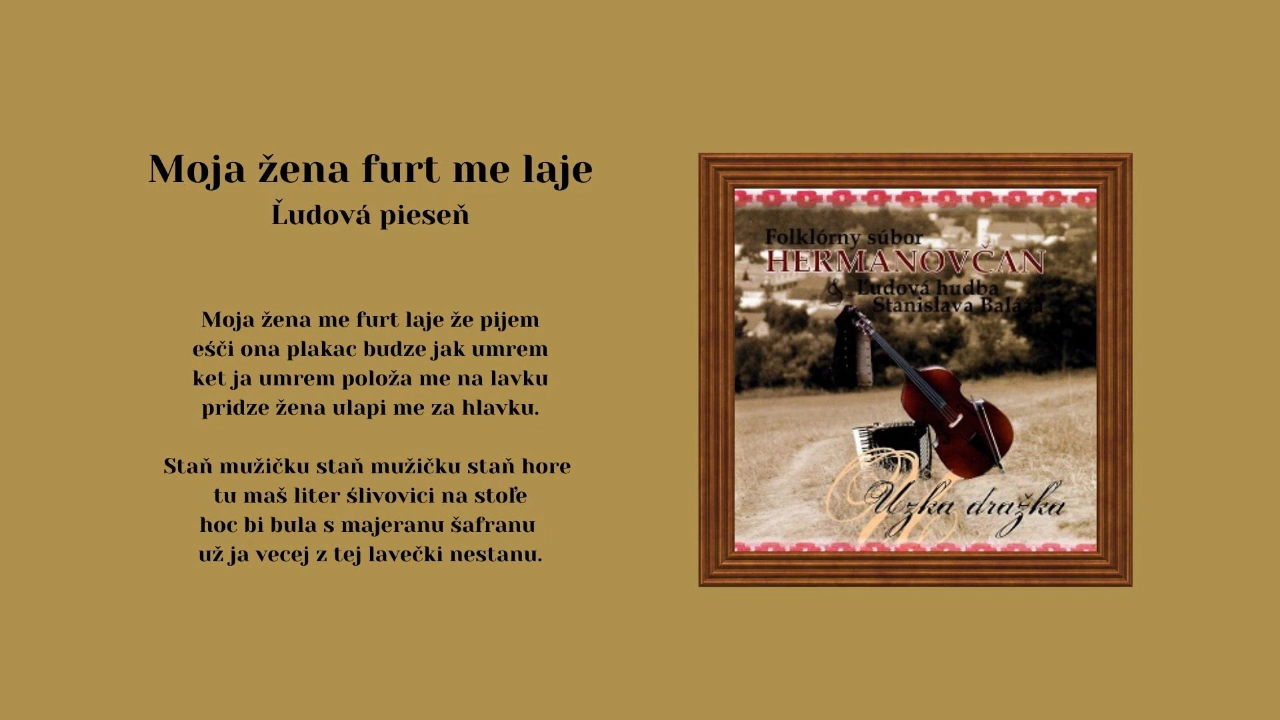 Moja žena furt me laje
Ľudová pieseň
Moja žena me furt laje že pijem
eśči ona plakac budze jak umrem
ket ja umrem položa me na lavku
pridze žena ulapi me za hlavku.
Staň mužičku staň mužičku staň hore
tu maš liter ślivovici na stoľe
hoc bi bula s majeranu šafranu
už ja vecej z tej lavečki nestanu.
Folklórny súbor
HERMANOVČAN
& Ľudová hudba
Stanislava Baláža
Uzka dražka